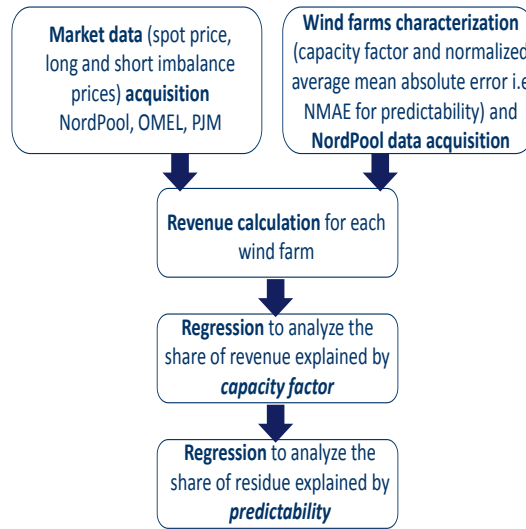 Market data (spot price,
long and short imbalance
prices) acquisition
NordPool, OMEL, PJM
Wind farms characterization
(capacity factor and normalized
average mean absolute error i.e
NMAE for predictability) and
NordPool data acquisition
Revenue calculation for each
wind farm
Regression to analyze the
share of revenue explained by
capacity factor
Regression to analyze the
share of residue explained by
predictability